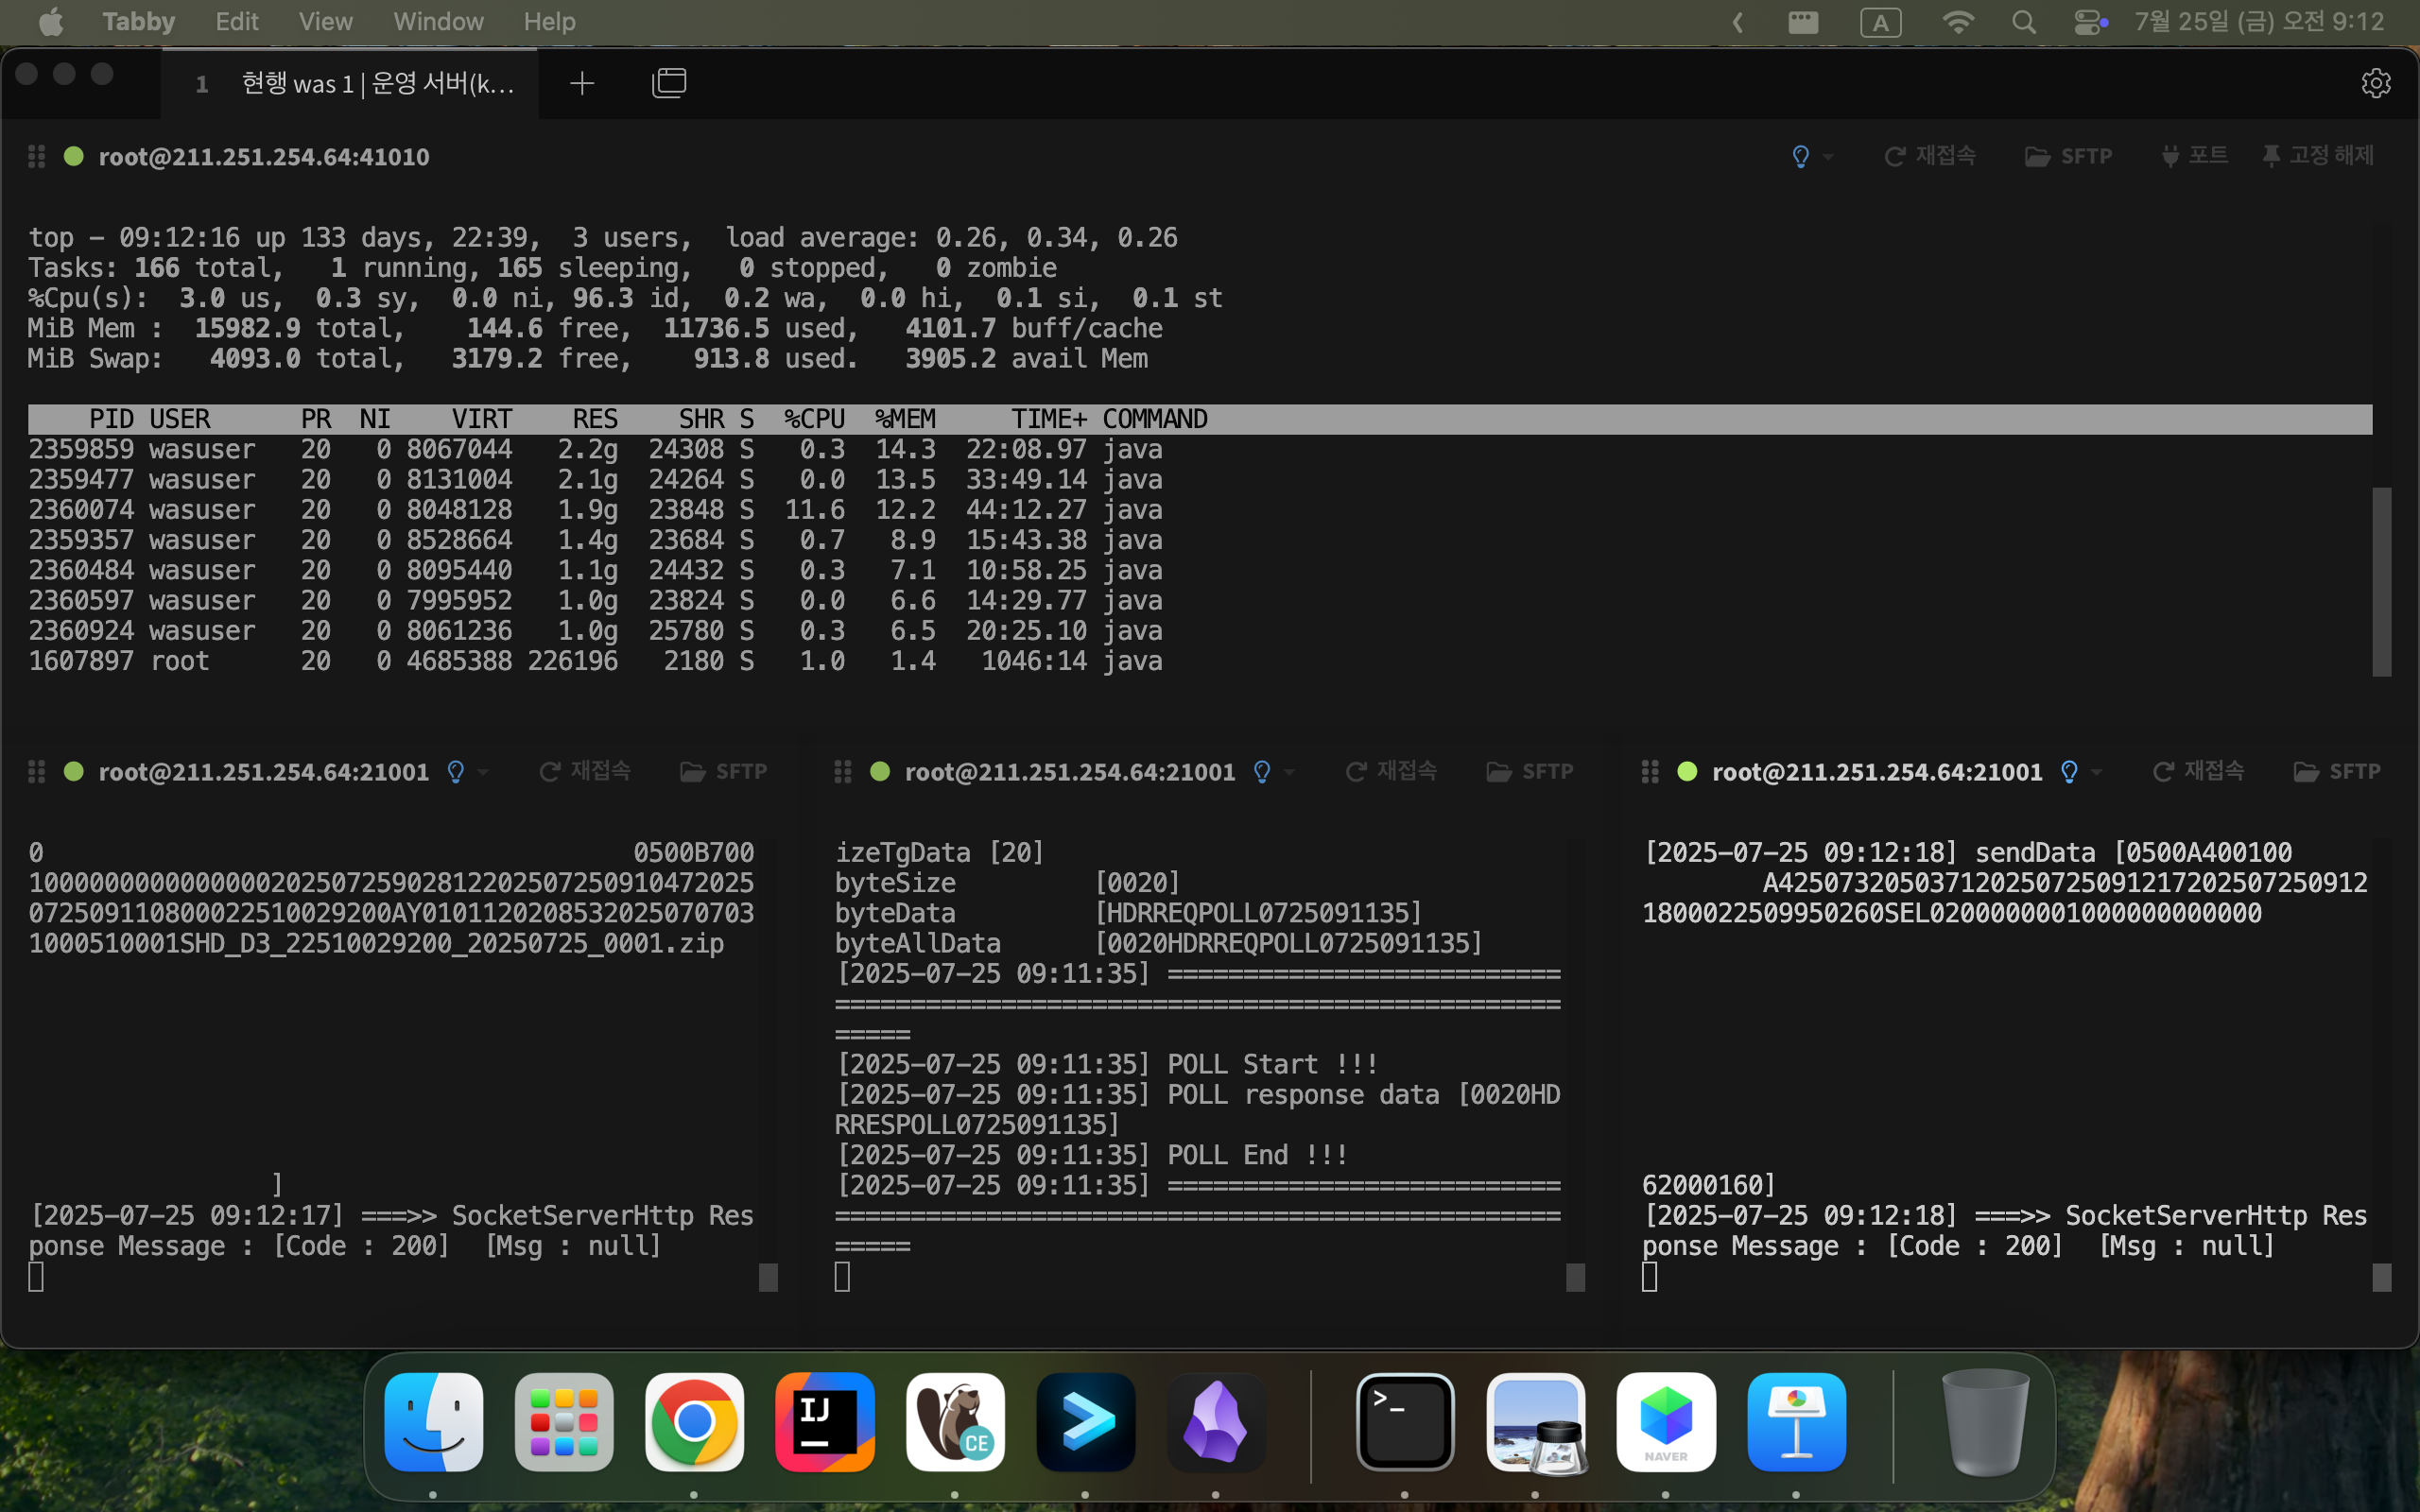 Tabby Edit View Window Help
A 7월 25일 (금) 오전 9:12
1 현행 was 1 | 운영 서버(k...
root@211.251.254.64:41010 재접속 SFTP 포트 고정 해제
top - 09:12:16 up 133 days, 22:39,  3 users,  load average: 0.26, 0.34, 0.26
Tasks: 166 total,   1 running, 165 sleeping,   0 stopped,   0 zombie
%Cpu(s):  3.0 us,  0.3 sy,  0.0 ni, 96.3 id,  0.2 wa,  0.0 hi,  0.1 si,  0.1 st
MiB Mem :  15982.9 total,    144.6 free,  11736.5 used,   4101.7 buff/cache
MiB Swap:   4093.0 total,   3179.2 free,    913.8 used.   3905.2 avail Mem
PID USER      PR  NI    VIRT    RES    SHR S  %CPU  %MEM     TIME+ COMMAND
2359859 wasuser   20   0 8067044   2.2g  24308 S   0.3  14.3  22:08.97 java
2359477 wasuser   20   0 8131004   2.1g  24264 S   0.0  13.5  33:49.14 java
2360074 wasuser   20   0 8048128   1.9g  23848 S  11.6  12.2  44:12.27 java
2359357 wasuser   20   0 8528664   1.4g  23684 S   0.7   8.9  15:43.38 java
2360484 wasuser   20   0 8095440   1.1g  24432 S   0.3   7.1  10:58.25 java
2360597 wasuser   20   0 7995952   1.0g  23824 S   0.0   6.6  14:29.77 java
2360924 wasuser   20   0 8061236   1.0g  25780 S   0.3   6.5  20:25.10 java
1607897 root      20   0 4685388 226196   2180 S   1.0   1.4   1046:14 java
root@211.251.254.64:21001 재접속 SFTP
0                                       0500B700
100000000000000020250725902812202507250910472025
072509110800022510029200AY0101120208532025070703
1000510001SHD_D3_22510029200_20250725_0001.zip
]
[2025-07-25 09:12:17] ===>> SocketServerHttp Res
ponse Message : [Code : 200]  [Msg : null]
root@211.251.254.64:21001 재접속 SFTP
izeTgData [20]
byteSize         [0020]
byteData         [HDRREQPOLL0725091135]
byteAllData      [0020HDRREQPOLL0725091135]
[2025-07-25 09:11:35] ==========================
================================================
=====
[2025-07-25 09:11:35] POLL Start !!!
[2025-07-25 09:11:35] POLL response data [0020HD
RRESPOLL0725091135]
[2025-07-25 09:11:35] POLL End !!!
[2025-07-25 09:11:35] ==========================
================================================
=====
root@211.251.254.64:21001 재접속 SFTP
[2025-07-25 09:12:18] sendData [0500A400100
A4250732050371202507250912172025072509​12
1800022509950260SEL020000000100000000000​0
62000160]
[2025-07-25 09:12:18] ===>> SocketServerHttp Res
ponse Message : [Code : 200]  [Msg : null]
IJ
CE
>_
NAVER